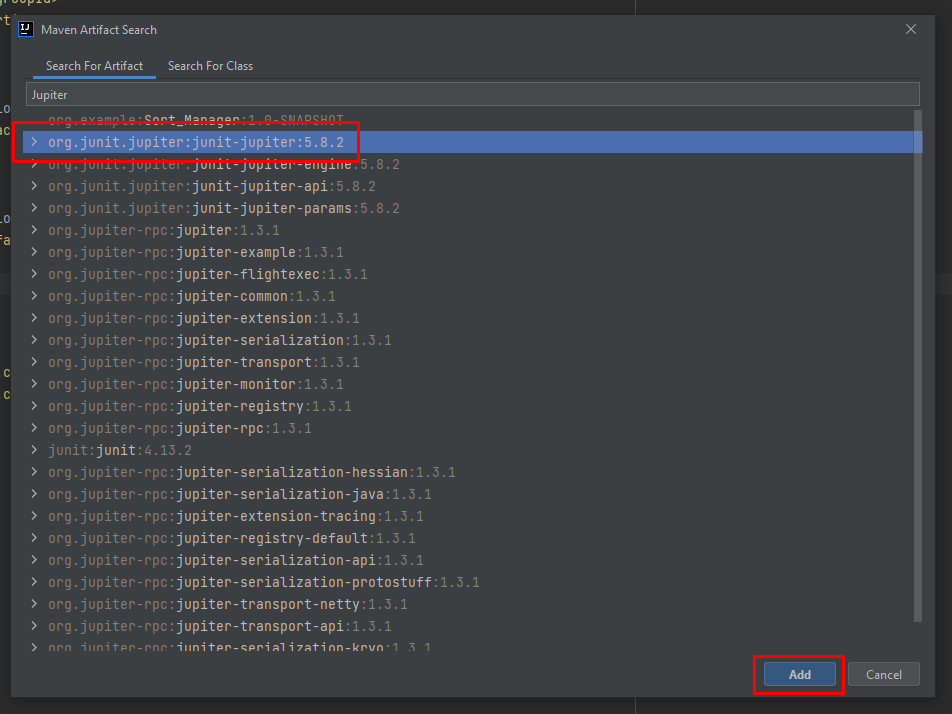 groupId>
Maven Artifact Search
Search For Artifact Search For Class
Jupiter
org.example:Sort_Manager:1.0-SNAPSHOT
org.junit.jupiter:junit-jupiter:5.8.2
org.junit.jupiter:junit-jupiter-engine:5.8.2
org.junit.jupiter:junit-jupiter-api:5.8.2
org.junit.jupiter:junit-jupiter-params:5.8.2
org.jupiter-rpc:jupiter:1.3.1
org.jupiter-rpc:jupiter-example:1.3.1
org.jupiter-rpc:jupiter-flightexec:1.3.1
org.jupiter-rpc:jupiter-common:1.3.1
org.jupiter-rpc:jupiter-extension:1.3.1
org.jupiter-rpc:jupiter-serialization:1.3.1
org.jupiter-rpc:jupiter-transport:1.3.1
org.jupiter-rpc:jupiter-monitor:1.3.1
org.jupiter-rpc:jupiter-registry:1.3.1
org.jupiter-rpc:jupiter-rpc:1.3.1
junit:junit:4.13.2
org.jupiter-rpc:jupiter-serialization-hessian:1.3.1
org.jupiter-rpc:jupiter-serialization-java:1.3.1
org.jupiter-rpc:jupiter-extension-tracing:1.3.1
org.jupiter-rpc:jupiter-registry-default:1.3.1
org.jupiter-rpc:jupiter-serialization-api:1.3.1
org.jupiter-rpc:jupiter-serialization-protostuff:1.3.1
org.jupiter-rpc:jupiter-transport-netty:1.3.1
org.jupiter-rpc:jupiter-transport-api:1.3.1
org.jupiter-rpc:jupiter-serialization-kryo:1.3.1
Add Cancel